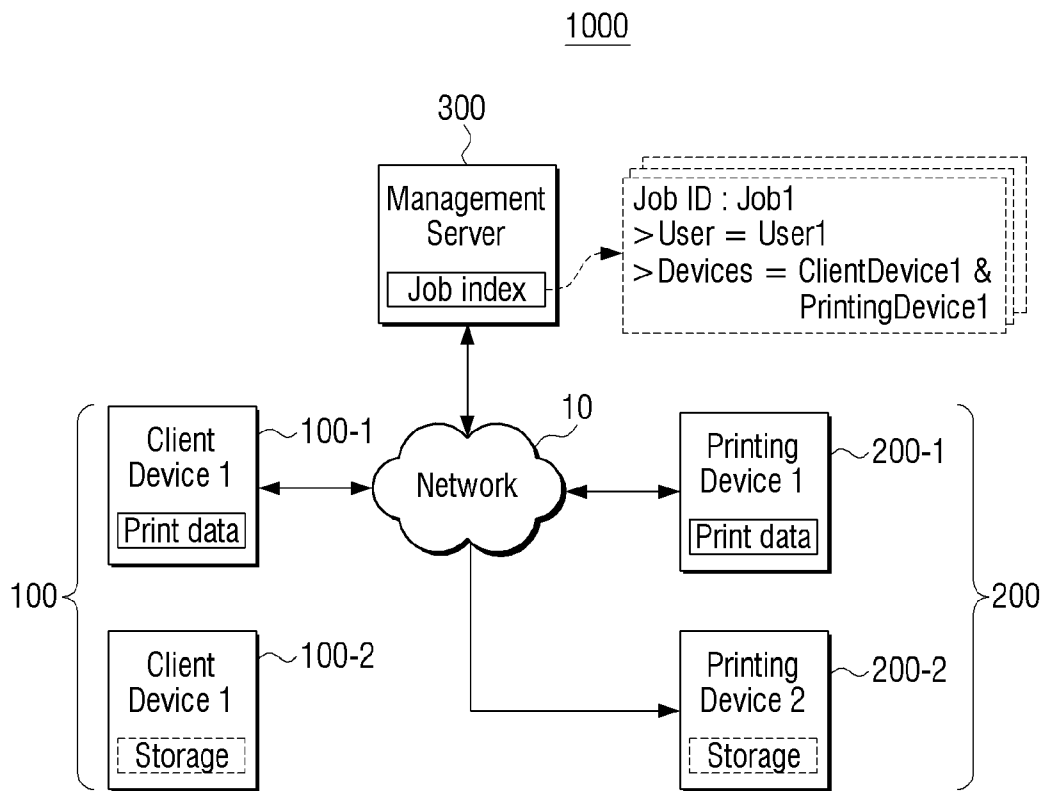 1000
300
Management
Server
Job index
Job ID : Job1
>User = User1
>Devices = ClientDevice1 &
PrintingDevice1
100-1
Client
Device 1
Print data
10
Network
200-1
Printing
Device 1
Print data
100
200
100-2
Client
Device 1
Storage
200-2
Printing
Device 2
Storage